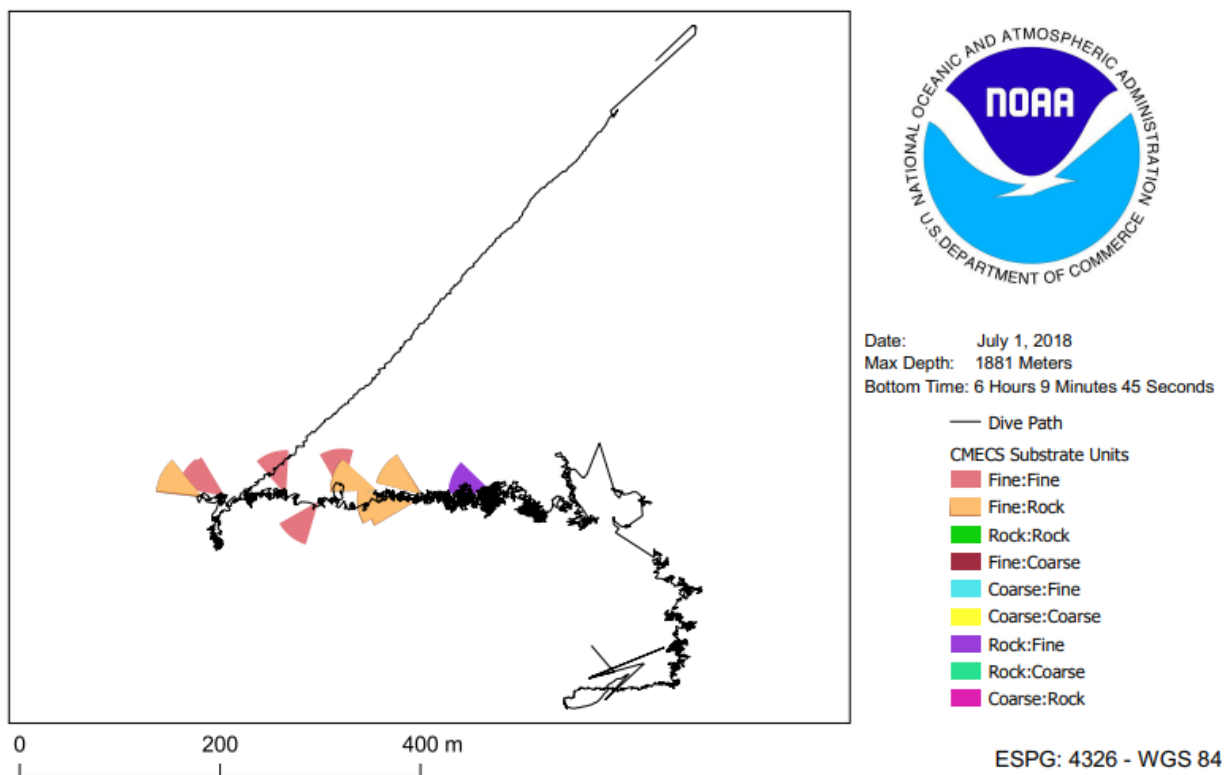 NATIONAL OCEANIC AND ATMOSPHERIC ADMINISTRATION
U.S. DEPARTMENT OF COMMERCE
NOAA
Date: July 1, 2018
Max Depth: 1881 Meters
Bottom Time: 6 Hours 9 Minutes 45 Seconds
Dive Path
CMECS Substrate Units
Fine:Fine
Fine:Rock
Rock:Rock
Fine:Coarse
Coarse:Fine
Coarse:Coarse
Rock:Fine
Rock:Coarse
Coarse:Rock
0 200 400 m
ESPG: 4326 - WGS 84